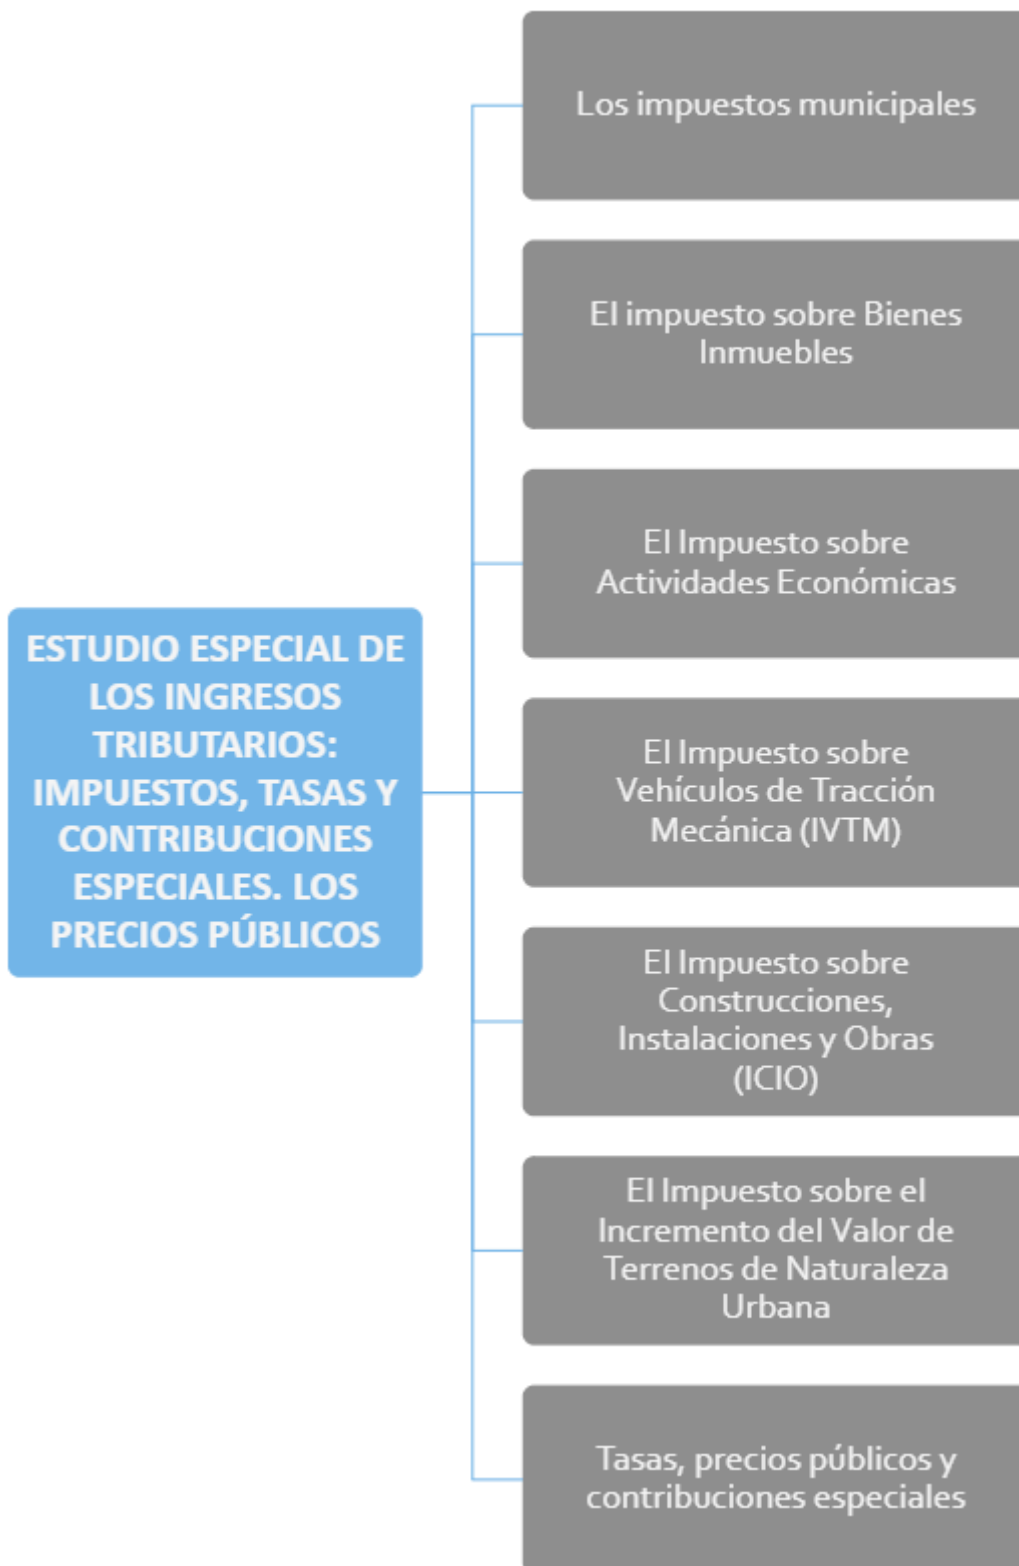 Los impuestos municipales
El impuesto sobre Bienes
Inmuebles
El Impuesto sobre
Actividades Económicas
ESTUDIO ESPECIAL DE
LOS INGRESOS
TRIBUTARIOS:
IMPUESTOS, TASAS Y
CONTRIBUCIONES
ESPECIALES. LOS
PRECIOS PÚBLICOS
El Impuesto sobre
Vehículos de Tracción
Mecánica (IVTM)
El Impuesto sobre
Construcciones,
Instalaciones y Obras
(ICIO)
El Impuesto sobre el
Incremento del Valor de
Terrenos de Naturaleza
Urbana
Tasas, precios públicos y
contribuciones especiales